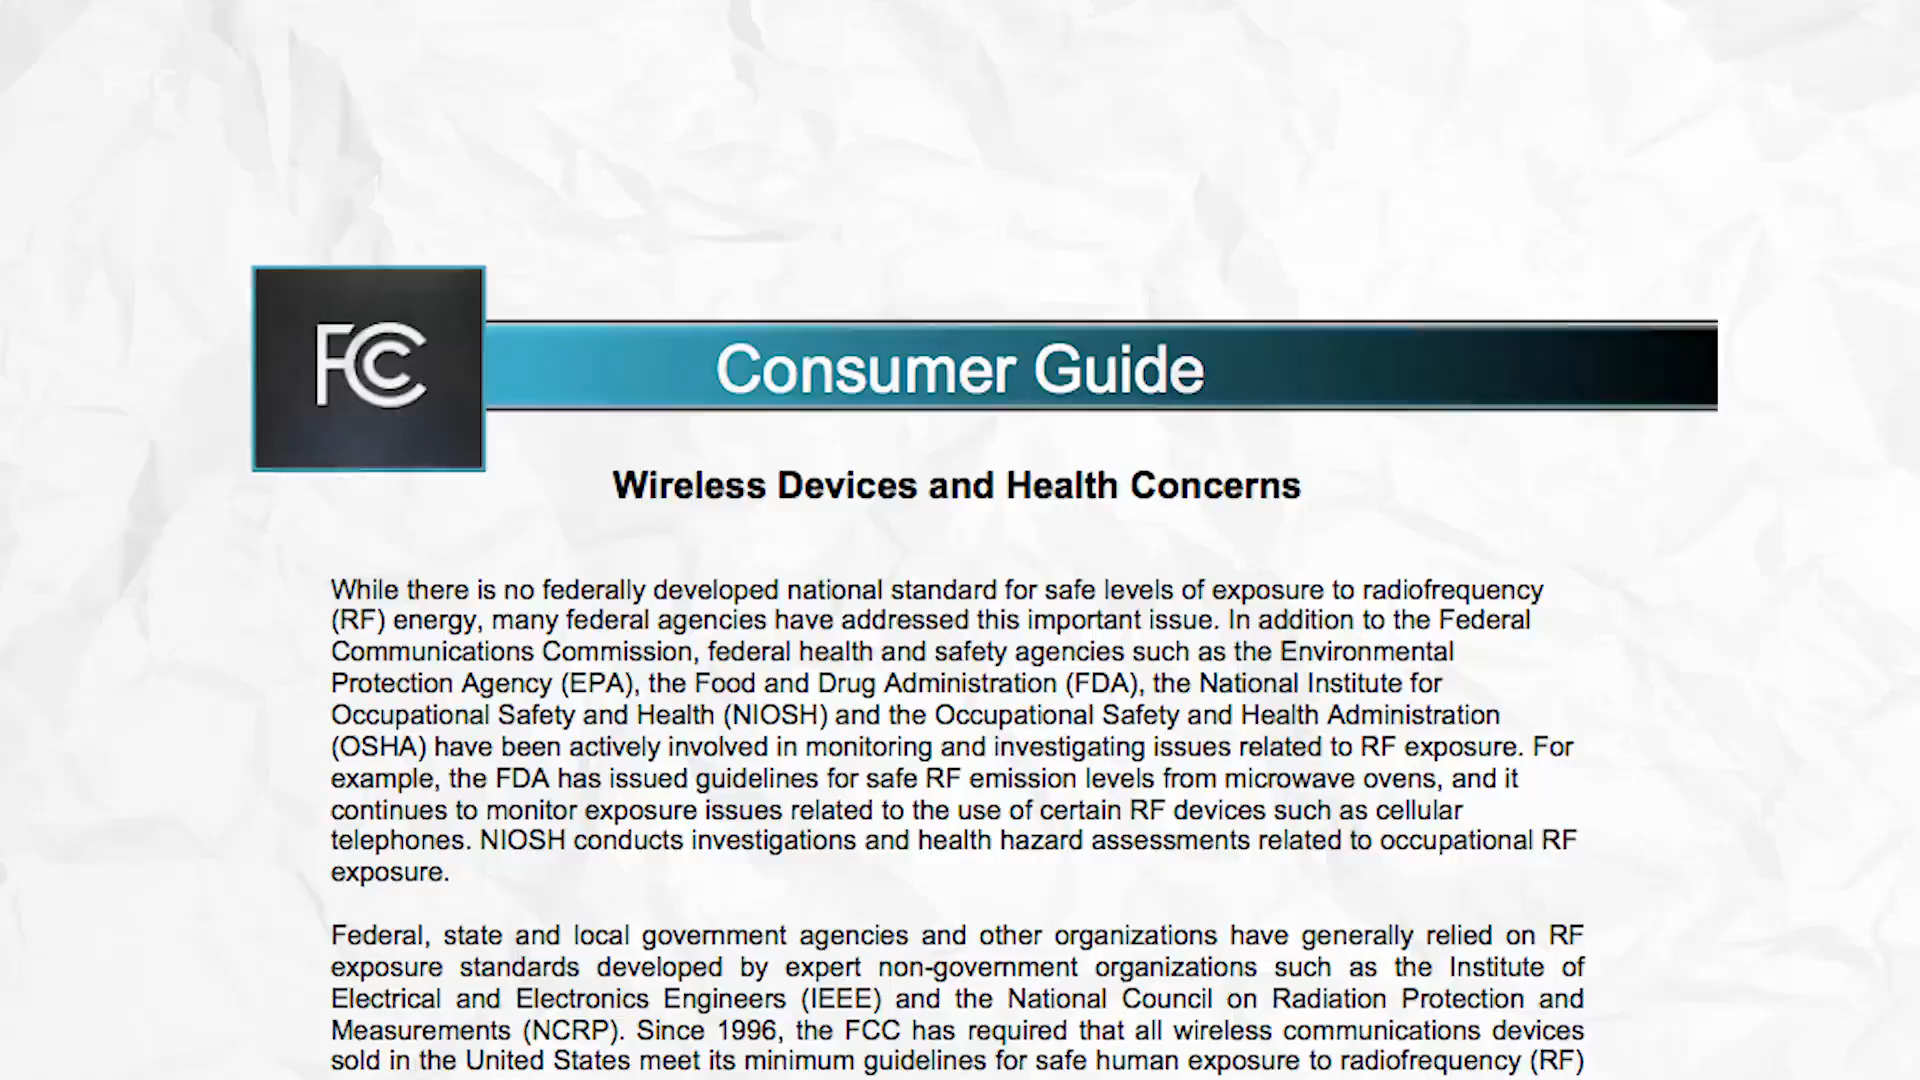 FCC
FCC
Consumer Guide
Wireless Devices and Health Concerns
While there is no federally developed national standard for safe levels of exposure to radiofrequency
(RF) energy, many federal agencies have addressed this important issue. In addition to the Federal
Communications Commission, federal health and safety agencies such as the Environmental
Protection Agency (EPA), the Food and Drug Administration (FDA), the National Institute for
Occupational Safety and Health (NIOSH) and the Occupational Safety and Health Administration
(OSHA) have been actively involved in monitoring and investigating issues related to RF exposure. For
example, the FDA has issued guidelines for safe RF emission levels from microwave ovens, and it
continues to monitor exposure issues related to the use of certain RF devices such as cellular
telephones. NIOSH conducts investigations and health hazard assessments related to occupational RF
exposure.
Federal, state and local government agencies and other organizations have generally relied on RF
exposure standards developed by expert non-government organizations such as the Institute of
Electrical and Electronics Engineers (IEEE) and the National Council on Radiation Protection and
Measurements (NCRP). Since 1996, the FCC has required that all wireless communications devices
sold in the United States meet its minimum guidelines for safe human exposure to radiofrequency (RF)